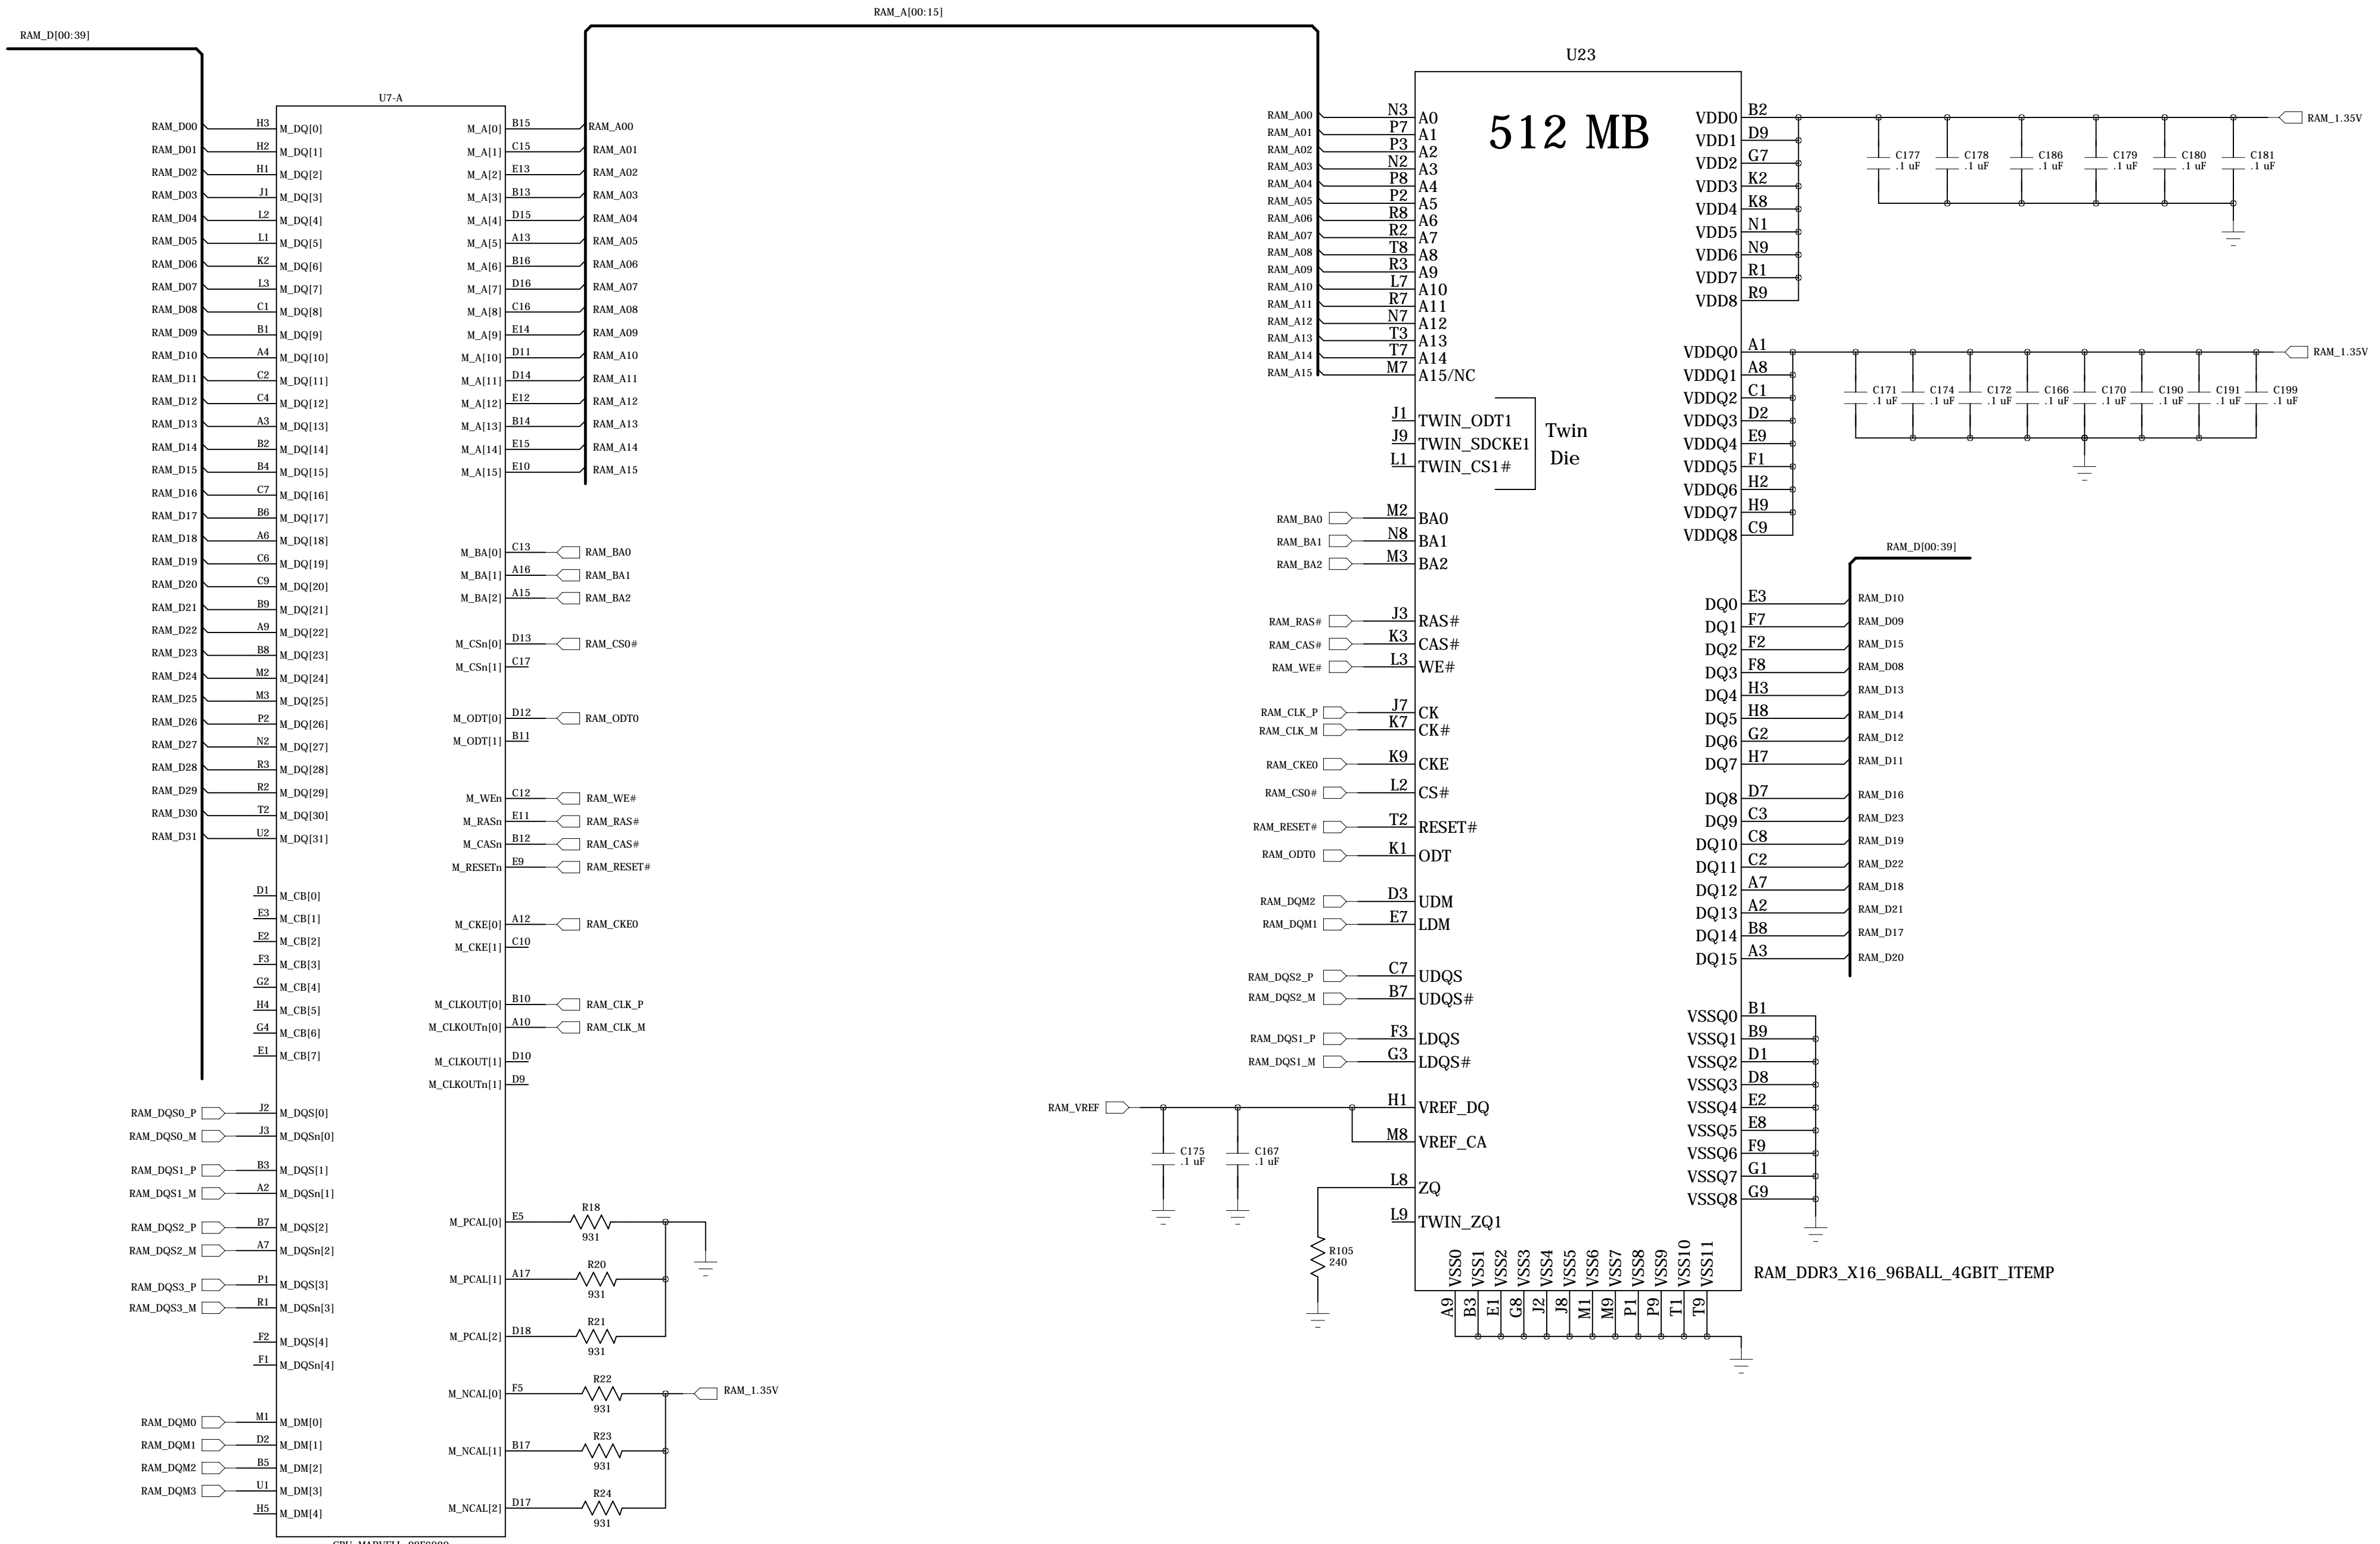 RAM_A[00:15]
RAM_D[00:39]
U7-A
RAM_D00 H3 M_DQ[0] M_A[0] B15 RAM_A00
RAM_D01 H2 M_DQ[1] M_A[1] C15 RAM_A01
RAM_D02 H1 M_DQ[2] M_A[2] E13 RAM_A02
RAM_D03 J1 M_DQ[3] M_A[3] B13 RAM_A03
RAM_D04 L2 M_DQ[4] M_A[4] D15 RAM_A04
RAM_D05 L1 M_DQ[5] M_A[5] A13 RAM_A05
RAM_D06 K2 M_DQ[6] M_A[6] B16 RAM_A06
RAM_D07 L3 M_DQ[7] M_A[7] D16 RAM_A07
RAM_D08 C1 M_DQ[8] M_A[8] C16 RAM_A08
RAM_D09 B1 M_DQ[9] M_A[9] E14 RAM_A09
RAM_D10 A4 M_DQ[10] M_A[10] D11 RAM_A10
RAM_D11 C2 M_DQ[11] M_A[11] D14 RAM_A11
RAM_D12 C4 M_DQ[12] M_A[12] E12 RAM_A12
RAM_D13 A3 M_DQ[13] M_A[13] B14 RAM_A13
RAM_D14 B2 M_DQ[14] M_A[14] E15 RAM_A14
RAM_D15 B4 M_DQ[15] M_A[15] E10 RAM_A15
RAM_D16 C7 M_DQ[16]
RAM_D17 B6 M_DQ[17]
RAM_D18 A6 M_DQ[18]
RAM_D19 C6 M_DQ[19] M_BA[0] C13 RAM_BA0
RAM_D20 C9 M_DQ[20] M_BA[1] A16 RAM_BA1
RAM_D21 B9 M_DQ[21] M_BA[2] A15 RAM_BA2
RAM_D22 A9 M_DQ[22] M_CSn[0] D13 RAM_CS0#
RAM_D23 B8 M_DQ[23] M_CSn[1] C17
RAM_D24 M2 M_DQ[24]
RAM_D25 M3 M_DQ[25]
RAM_D26 P2 M_DQ[26] M_ODT[0] D12 RAM_ODT0
RAM_D27 N2 M_DQ[27] M_ODT[1] B11
RAM_D28 R3 M_DQ[28]
RAM_D29 R2 M_DQ[29] M_WEn C12 RAM_WE#
RAM_D30 T2 M_DQ[30] M_RASn E11 RAM_RAS#
RAM_D31 U2 M_DQ[31] M_CASn B12 RAM_CAS#
M_RESETn E9 RAM_RESET#
D1 M_CB[0]
E3 M_CB[1] M_CKE[0] A12 RAM_CKE0
E2 M_CB[2] M_CKE[1] C10
F3 M_CB[3]
G2 M_CB[4]
H4 M_CB[5] M_CLKOUT[0] B10 RAM_CLK_P
G4 M_CB[6] M_CLKOUTn[0] A10 RAM_CLK_M
E1 M_CB[7] M_CLKOUT[1] D10
M_CLKOUTn[1] D9
RAM_DQS0_P J2 M_DQS[0]
RAM_DQS0_M J3 M_DQSn[0]
RAM_DQS1_P B3 M_DQS[1]
RAM_DQS1_M A2 M_DQSn[1]
RAM_DQS2_P B7 M_DQS[2] M_PCAL[0] E5 R18 931
RAM_DQS2_M A7 M_DQSn[2]
RAM_DQS3_P P1 M_DQS[3] M_PCAL[1] A17 R20 931
RAM_DQS3_M R1 M_DQSn[3]
F2 M_DQS[4] M_PCAL[2] D18 R21 931
F1 M_DQSn[4]
M_NCAL[0] F5 R22 931 RAM_1.35V
RAM_DQM0 M1 M_DM[0]
RAM_DQM1 D2 M_DM[1] M_NCAL[1] B17 R23 931
RAM_DQM2 B5 M_DM[2]
RAM_DQM3 U1 M_DM[3] M_NCAL[2] D17 R24 931
H5 M_DM[4]
U23
512 MB
RAM_A00 N3 A0
RAM_A01 P7 A1
RAM_A02 P3 A2
RAM_A03 N2 A3
RAM_A04 P8 A4
RAM_A05 P2 A5
RAM_A06 R8 A6
RAM_A07 R2 A7
RAM_A08 T8 A8
RAM_A09 R3 A9
RAM_A10 L7 A10
RAM_A11 R7 A11
RAM_A12 N7 A12
RAM_A13 T3 A13
RAM_A14 T7 A14
RAM_A15 M7 A15/NC
J1 TWIN_ODT1
J9 TWIN_SDCKE1
L1 TWIN_CS1#
Twin
Die
RAM_BA0 M2 BA0
RAM_BA1 N8 BA1
RAM_BA2 M3 BA2
RAM_RAS# J3 RAS#
RAM_CAS# K3 CAS#
RAM_WE# L3 WE#
RAM_CLK_P J7 CK
RAM_CLK_M K7 CK#
RAM_CKE0 K9 CKE
RAM_CS0# L2 CS#
RAM_RESET# T2 RESET#
RAM_ODT0 K1 ODT
RAM_DQM2 D3 UDM
RAM_DQM1 E7 LDM
RAM_DQS2_P C7 UDQS
RAM_DQS2_M B7 UDQS#
RAM_DQS1_P F3 LDQS
RAM_DQS1_M G3 LDQS#
RAM_VREF H1 VREF_DQ
M8 VREF_CA
C175 C167
.1 uF .1 uF
L8 ZQ
L9 TWIN_ZQ1
R105
240
VSS0 VSS1 VSS2 VSS3 VSS4 VSS5 VSS6 VSS7 VSS8 VSS9 VSS10 VSS11
A9 B3 E1 G8 J2 J8 M1 M9 P1 P9 T1 T9
VDD0 B2 RAM_1.35V
VDD1 D9
VDD2 G7
VDD3 K2
VDD4 K8
VDD5 N1
VDD6 N9
VDD7 R1
VDD8 R9
C177 C178 C186 C179 C180 C181
.1 uF .1 uF .1 uF .1 uF .1 uF .1 uF
VDDQ0 A1 RAM_1.35V
VDDQ1 A8
VDDQ2 C1
VDDQ3 D2
VDDQ4 E9
VDDQ5 F1
VDDQ6 H2
VDDQ7 H9
VDDQ8 C9
C171 C174 C172 C166 C170 C190 C191 C199
.1 uF .1 uF .1 uF .1 uF .1 uF .1 uF .1 uF .1 uF
RAM_D[00:39]
DQ0 E3 RAM_D10
DQ1 F7 RAM_D09
DQ2 F2 RAM_D15
DQ3 F8 RAM_D08
DQ4 H3 RAM_D13
DQ5 H8 RAM_D14
DQ6 G2 RAM_D12
DQ7 H7 RAM_D11
DQ8 D7 RAM_D16
DQ9 C3 RAM_D23
DQ10 C8 RAM_D19
DQ11 C2 RAM_D22
DQ12 A7 RAM_D18
DQ13 A2 RAM_D21
DQ14 B8 RAM_D17
DQ15 A3 RAM_D20
VSSQ0 B1
VSSQ1 B9
VSSQ2 D1
VSSQ3 D8
VSSQ4 E2
VSSQ5 E8
VSSQ6 F9
VSSQ7 G1
VSSQ8 G9
RAM_DDR3_X16_96BALL_4GBIT_ITEMP